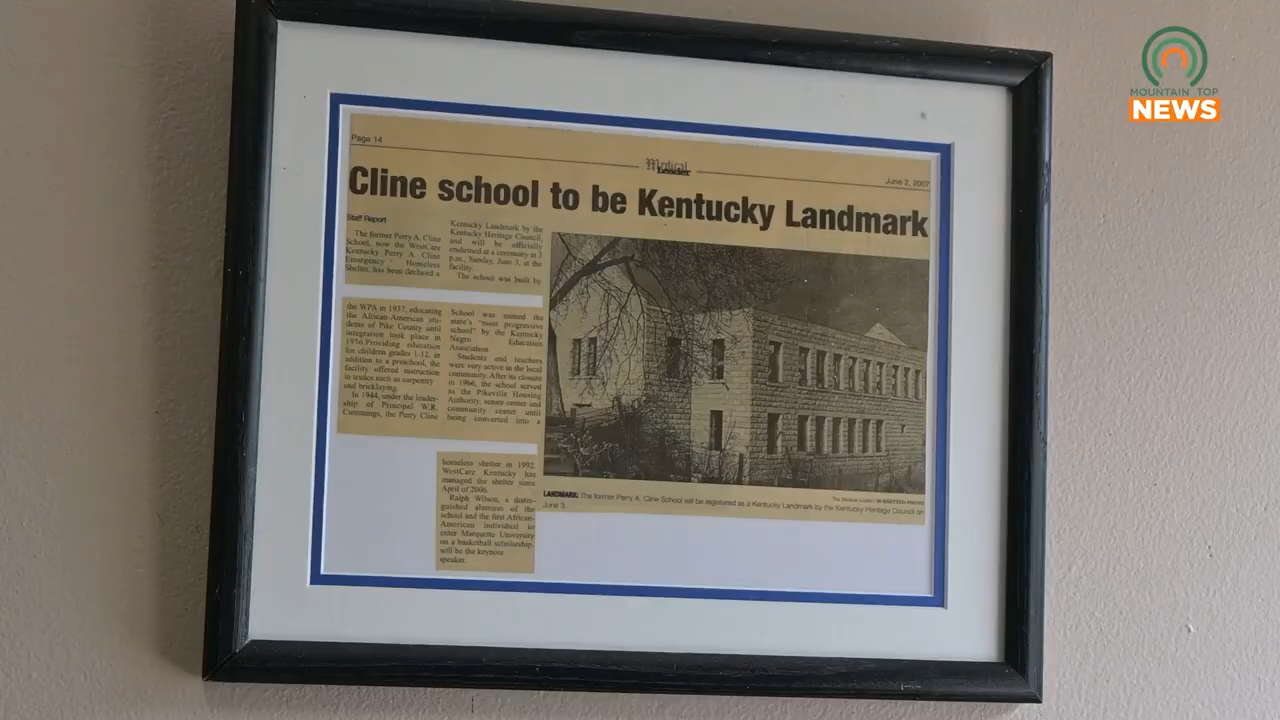 MOUNTAIN TOP
NEWS
Page 14
Medical
Leader
June 2, 2007
Cline school to be Kentucky Landmark
Staff Report
The former Perry A. Cline
School, now the WestCare
Kentucky Perry A. Cline
Emergency Homeless
Shelter, has been declared a
Kentucky Landmark by the
Kentucky Heritage Council,
and will be officially
enshrined at a ceremony at 3
p.m., Sunday, June 3, at the
facility.
The school was built by
the WPA in 1937, educating
the African-American stu-
dents of Pike County until
integration took place in
1956. Providing education
for children grades 1-12, in
addition to a preschool, the
facility offered instruction
in trades such as carpentry
and bricklaying.
In 1944, under the leader-
ship of Principal W.R.
Cummings, the Perry Cline
School was named the
state's "most progressive
school" by the Kentucky
Negro Education
Association.
Students and teachers
were very active in the local
community. After its closure
in 1966, the school served
as the Pikeville Housing
Authority, senior center and
community center until
being converted into a
homeless shelter in 1992.
WestCare Kentucky has
managed the shelter since
April of 2006.
Ralph Wilson, a distin-
guished alumnus of the
school and the first African-
American individual to
enter Marquette University
on a basketball scholarship,
will be the keynote
speaker.
The Medical Leader / SUBMITTED PHOTO
LANDMARK: The former Perry A. Cline School will be registered as a Kentucky Landmark by the Kentucky Heritage Council on
June 3.